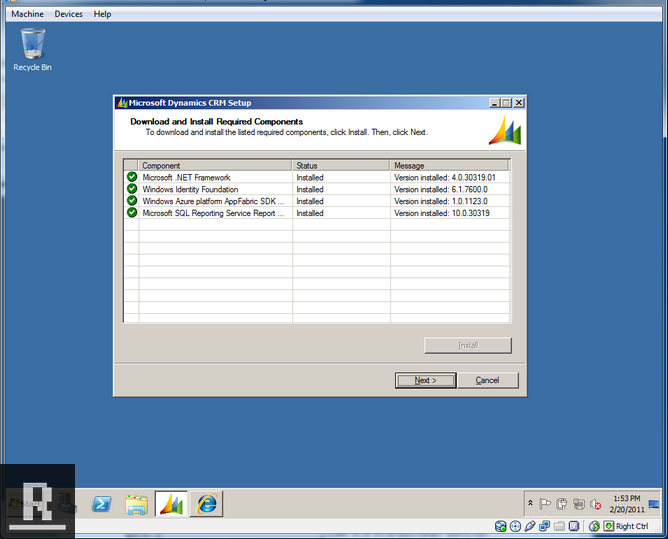 Machine Devices Help
Recycle Bin
Microsoft Dynamics CRM Setup
Download and Install Required Components
To download and install the listed required components, click Install. Then, click Next.
Component Status Message
Microsoft .NET Framework Installed Version installed: 4.0.30319.01
Windows Identity Foundation Installed Version installed: 6.1.7600.0
Windows Azure platform AppFabric SDK ... Installed Version installed: 1.0.1123.0
Microsoft SQL Reporting Service Report ... Installed Version installed: 10.0.30319
Install
Next > Cancel
R
1:53 PM
2/20/2011
Right Ctrl